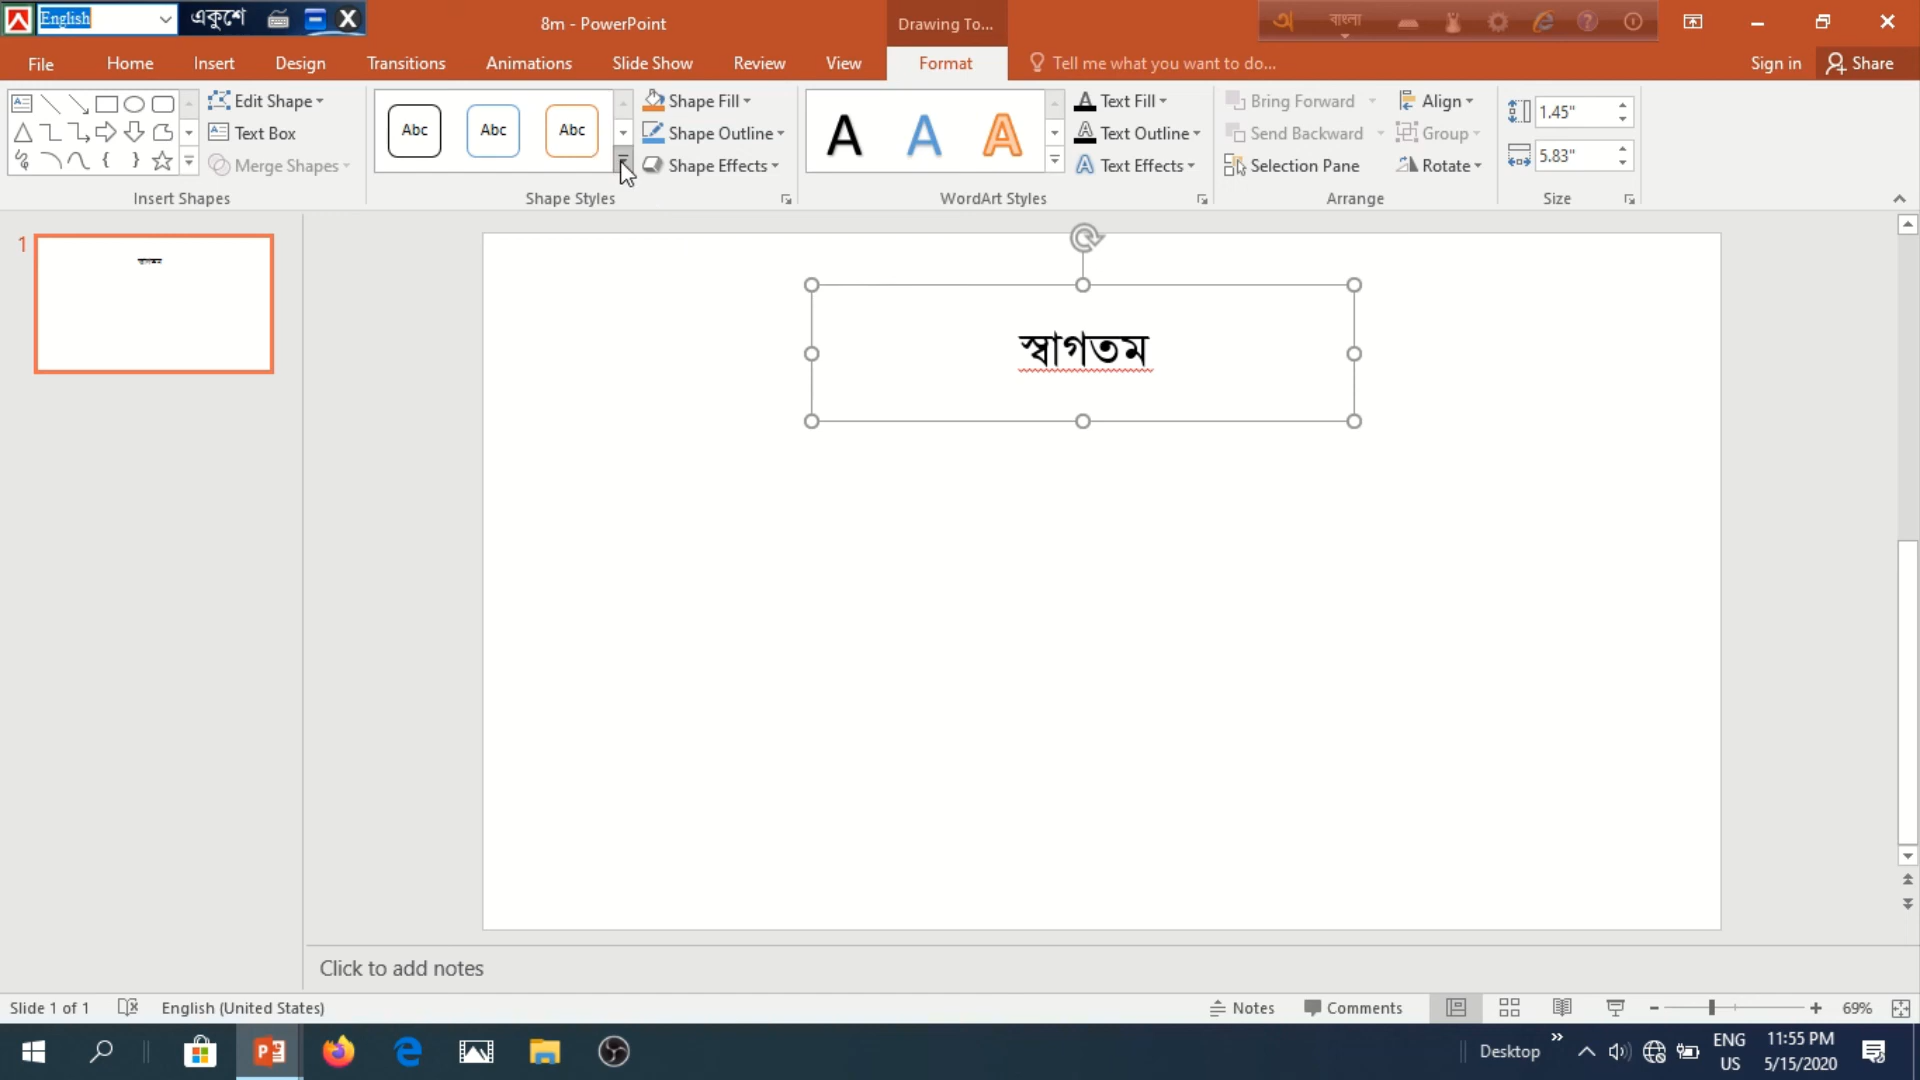 English
একুশে
8m - PowerPoint
Drawing To...
বাংলা
File
Home
Insert
Design
Transitions
Animations
Slide Show
Review
View
Format
Tell me what you want to do...
Sign in
Share
Edit Shape
Text Box
Merge Shapes
Insert Shapes
Abc
Abc
Abc
Shape Fill
Shape Outline
Shape Effects
Shape Styles
A
A
A
Text Fill
Text Outline
Text Effects
WordArt Styles
Bring Forward
Send Backward
Selection Pane
Align
Group
Rotate
Arrange
1.45"
5.83"
Size
1
স্বাগতম
স্বাগতম
Click to add notes
Slide 1 of 1
English (United States)
Notes
Comments
69%
Desktop
ENG
US
11:55 PM
5/15/2020